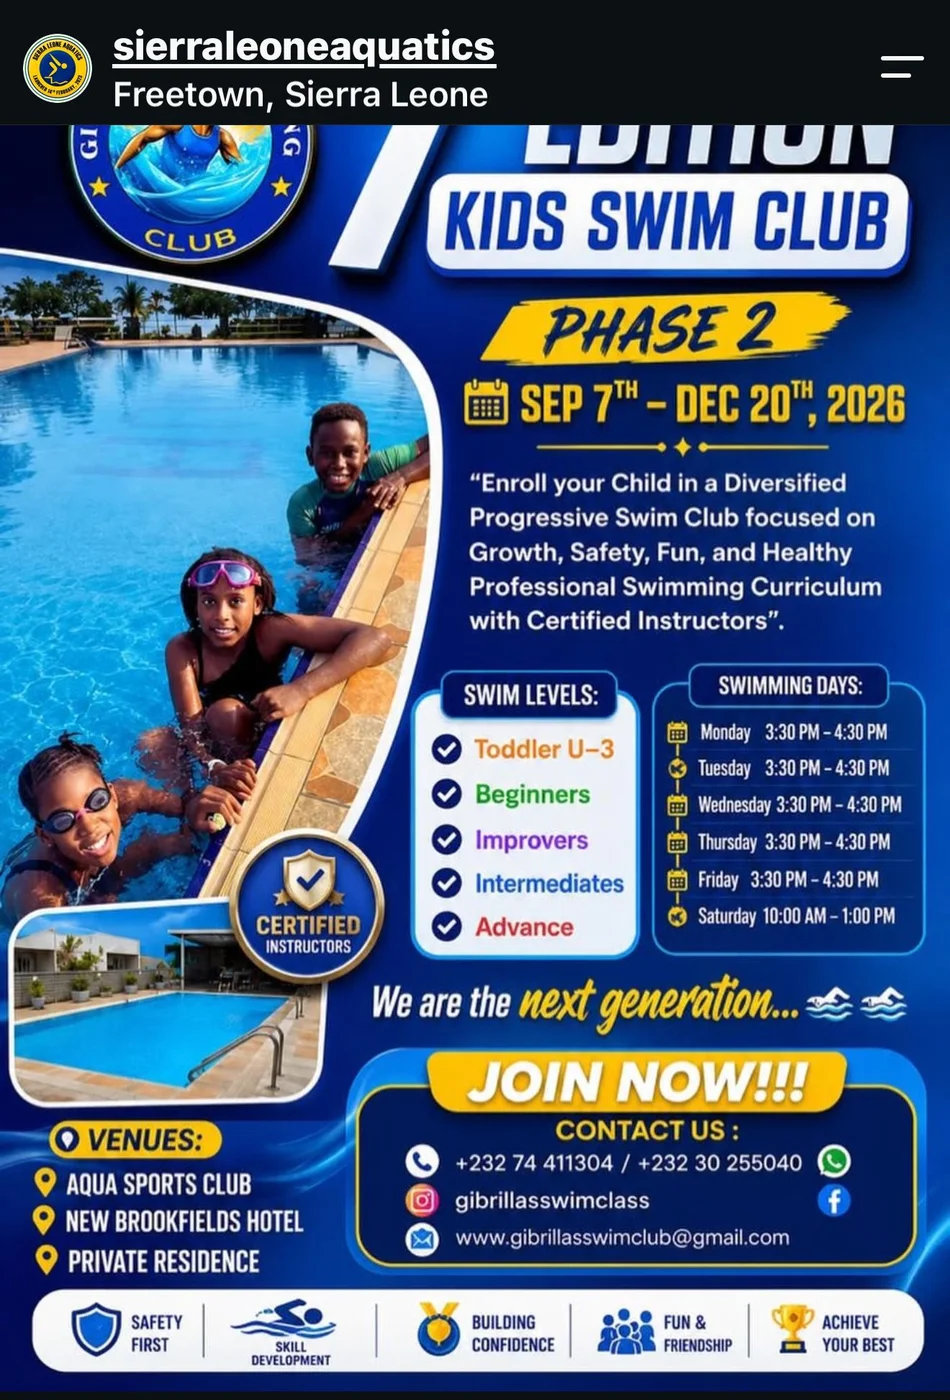 sierraleoneaquatics
Freetown, Sierra Leone
CLUB
7
EDITION
KIDS SWIM CLUB
PHASE 2
SEP 7TH – DEC 20TH, 2026
“Enroll your Child in a Diversified
Progressive Swim Club focused on
Growth, Safety, Fun, and Healthy
Professional Swimming Curriculum
with Certified Instructors”.
SWIM LEVELS:
Toddler U–3
Beginners
Improvers
Intermediates
Advance
SWIMMING DAYS:
Monday 3:30 PM – 4:30 PM
Tuesday 3:30 PM – 4:30 PM
Wednesday 3:30 PM – 4:30 PM
Thursday 3:30 PM – 4:30 PM
Friday 3:30 PM – 4:30 PM
Saturday 10:00 AM – 1:00 PM
CERTIFIED
INSTRUCTORS
We are the next generation...
JOIN NOW!!!
CONTACT US :
+232 74 411304 / +232 30 255040
gibrillasswimclass
www.gibrillasswimclub@gmail.com
VENUES:
AQUA SPORTS CLUB
NEW BROOKFIELDS HOTEL
PRIVATE RESIDENCE
SAFETY
FIRST
SKILL
DEVELOPMENT
BUILDING
CONFIDENCE
FUN &
FRIENDSHIP
ACHIEVE
YOUR BEST